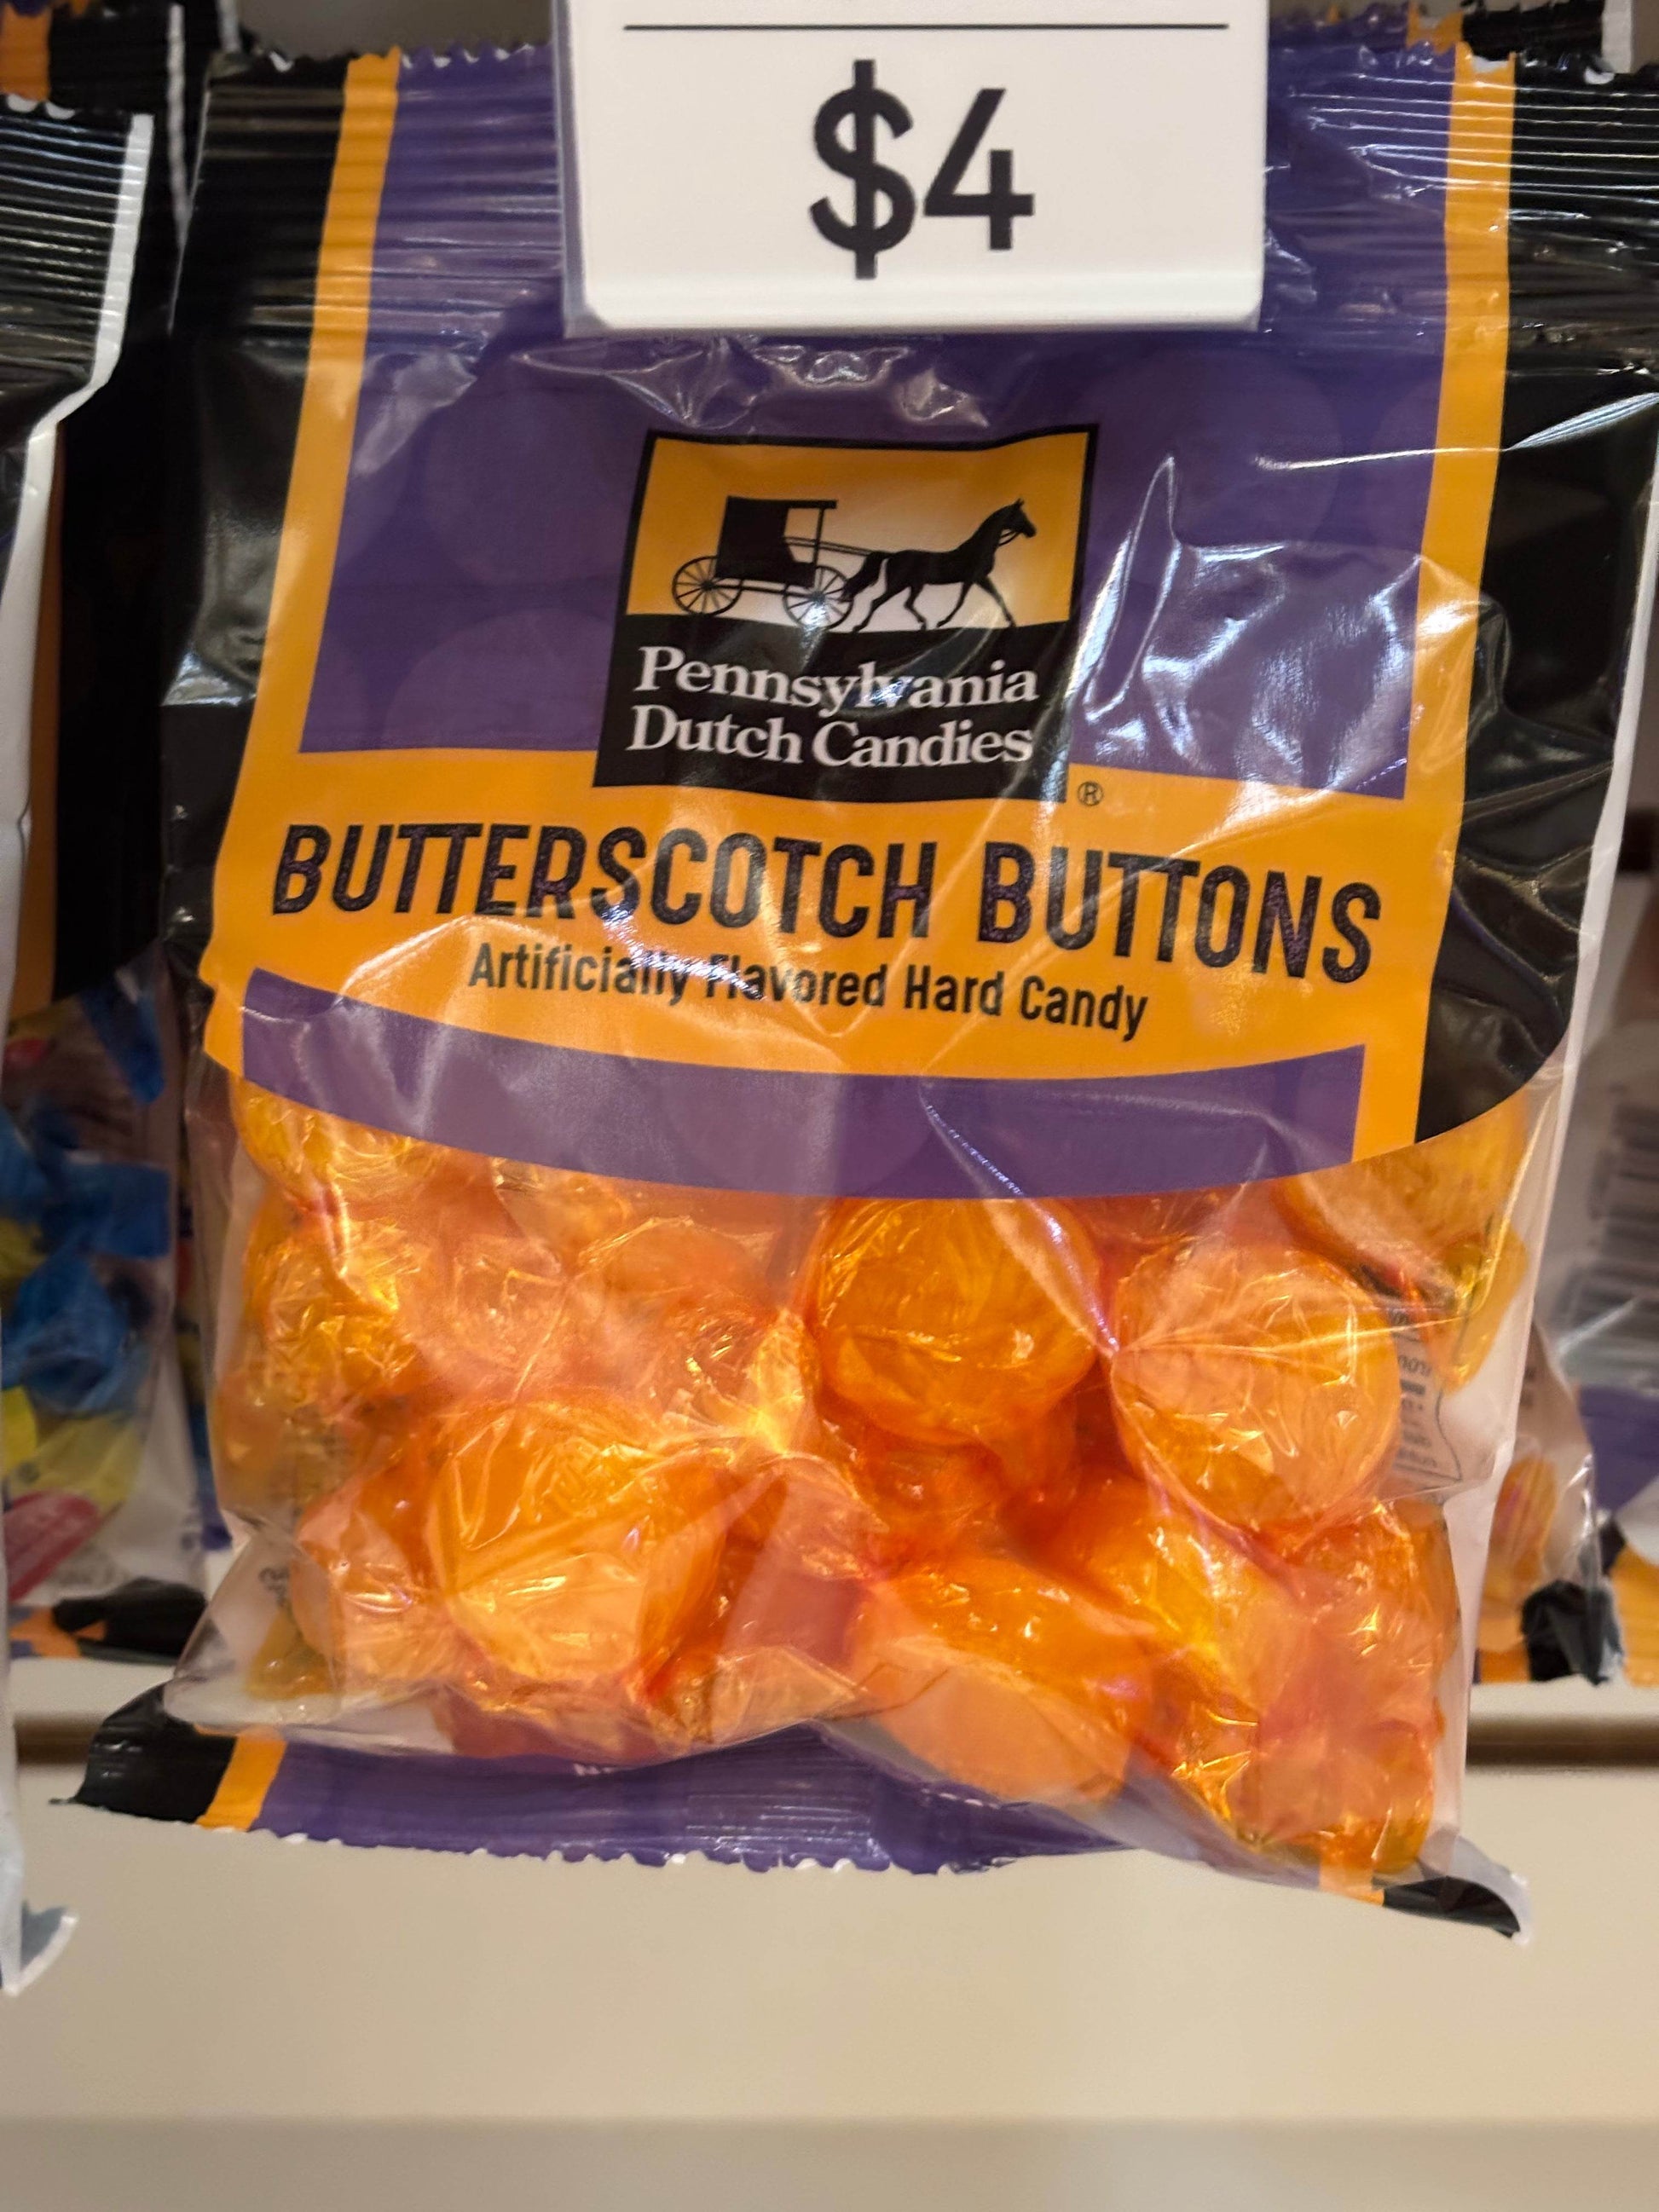 $4
Pennsylvania
Dutch Candies
®
BUTTERSCOTCH BUTTONS
Artificially Flavored Hard Candy